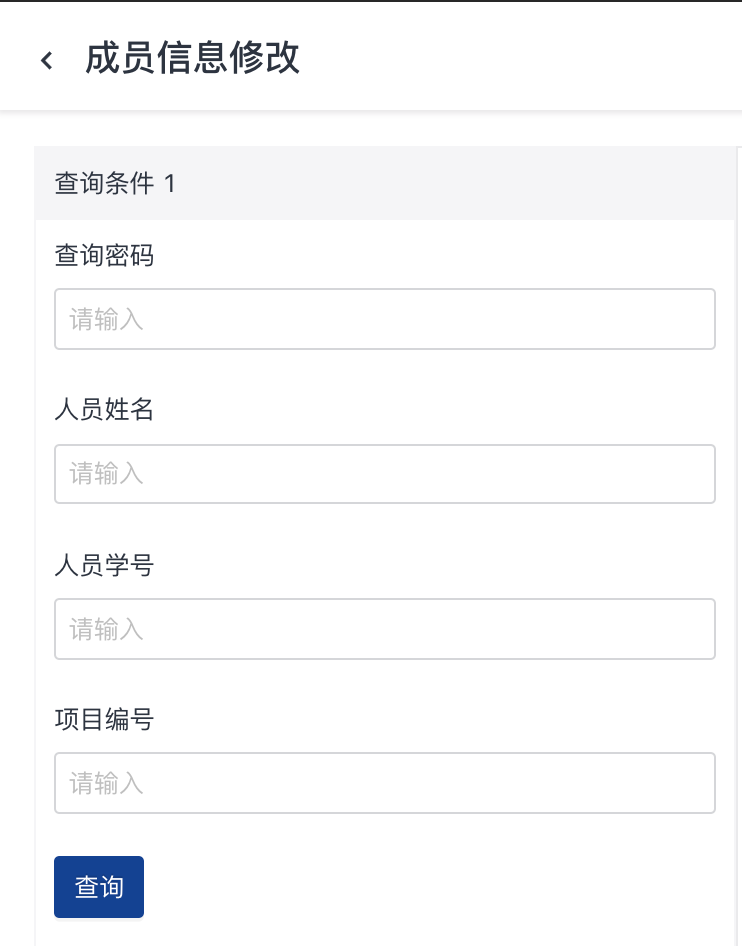 成员信息修改
查询条件 1
查询密码
请输入
人员姓名
请输入
人员学号
请输入
项目编号
请输入
查询